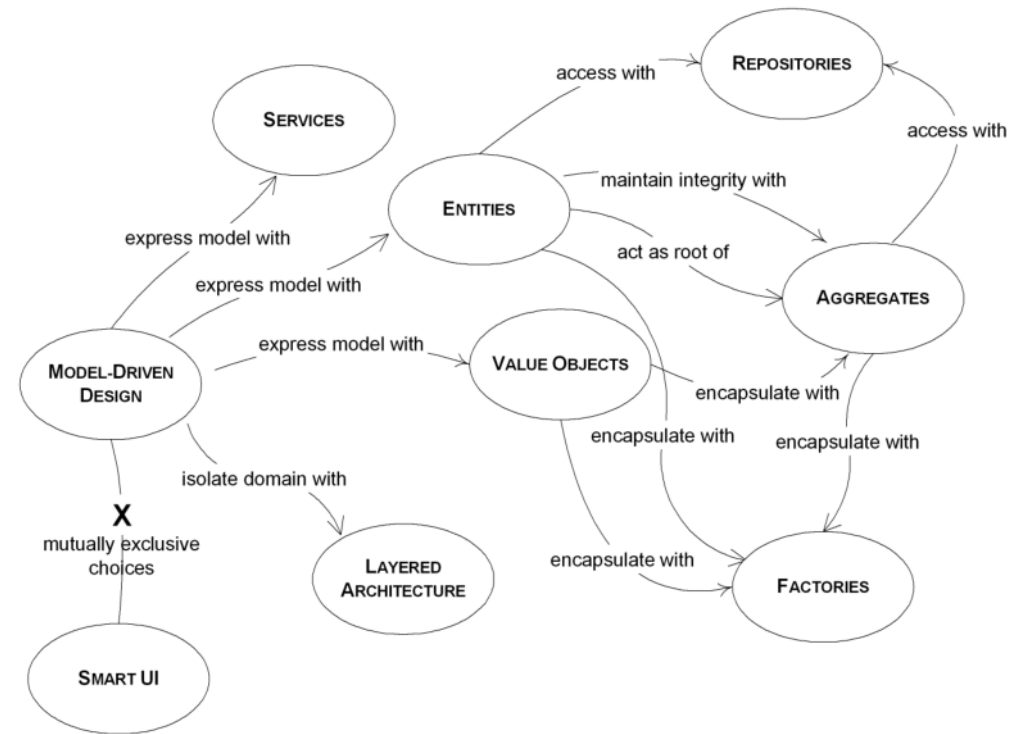 REPOSITORIES
access with
SERVICES
access with
maintain integrity with
ENTITIES
express model with
act as root of
express model with
AGGREGATES
express model with
VALUE OBJECTS
MODEL-DRIVEN
DESIGN
encapsulate with
encapsulate with
encapsulate with
isolate domain with
X
mutually exclusive
choices
encapsulate with
LAYERED
ARCHITECTURE
FACTORIES
SMART UI